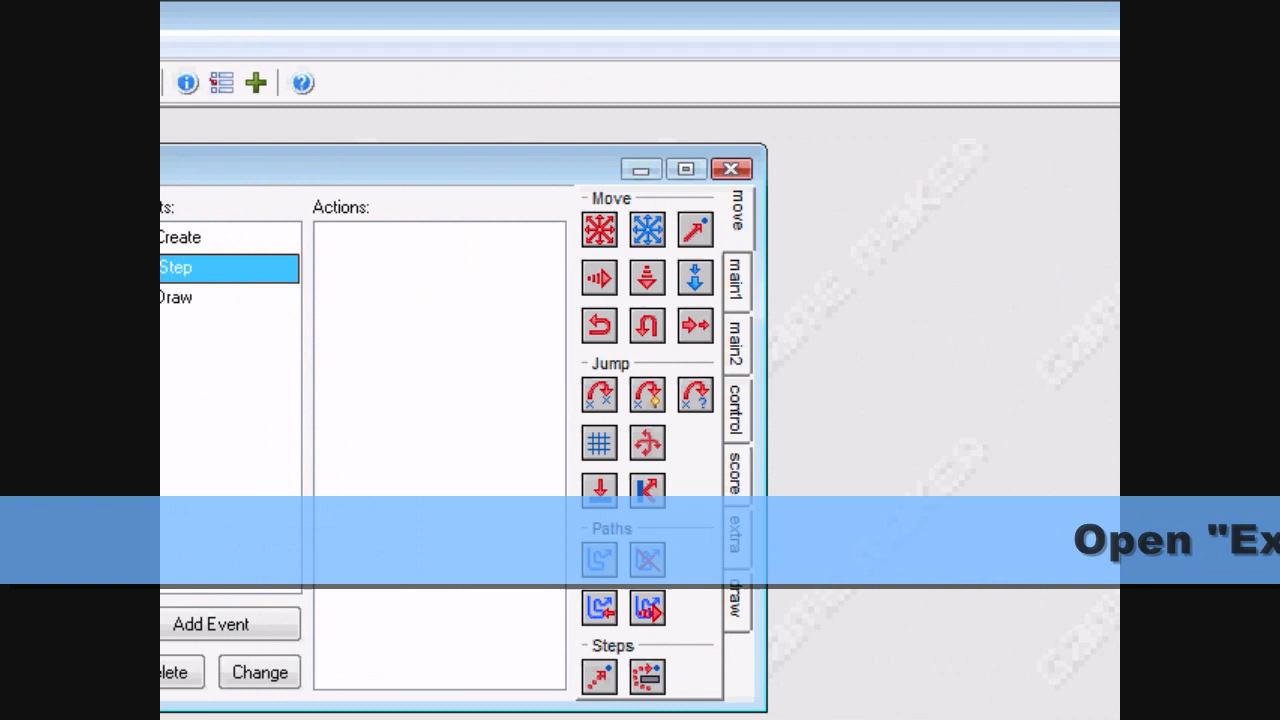 ts:
Actions:
Create
Step
Draw
Add Event
lete
Change
Move
Jump
Paths
Steps
move
main1
main2
control
score
extra
draw
Open "Ex